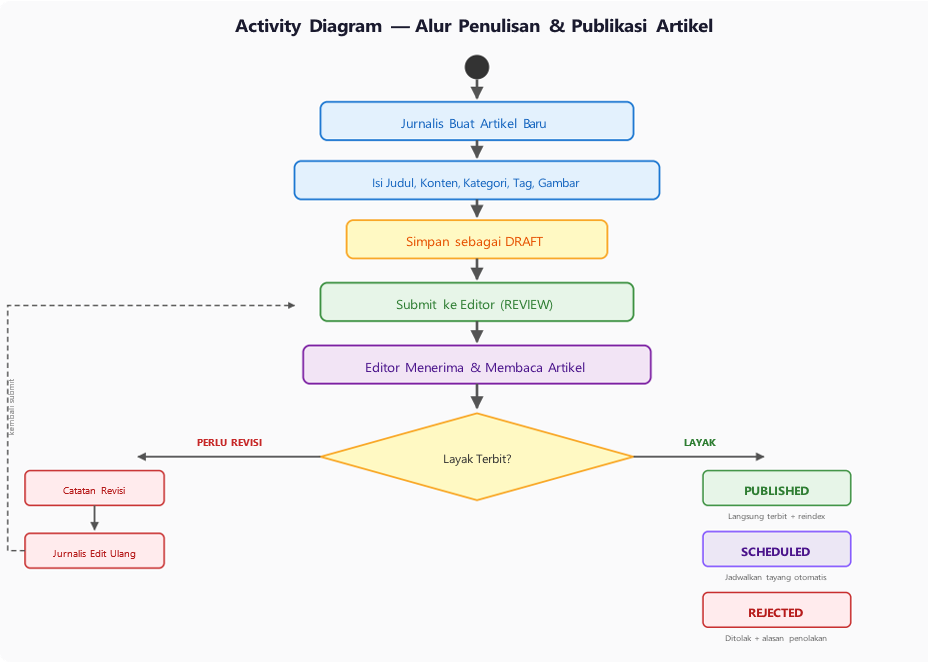 Activity Diagram — Alur Penulisan & Publikasi Artikel
Jurnalis Buat Artikel Baru
Isi Judul, Konten, Kategori, Tag, Gambar
Simpan sebagai DRAFT
Submit ke Editor (REVIEW)
Editor Menerima & Membaca Artikel
Layak Terbit?
PERLU REVISI
Catatan Revisi
Jurnalis Edit Ulang
kembali submit
LAYAK
PUBLISHED
Langsung terbit + reindex
SCHEDULED
Jadwalkan tayang otomatis
REJECTED
Ditolak + alasan penolakan